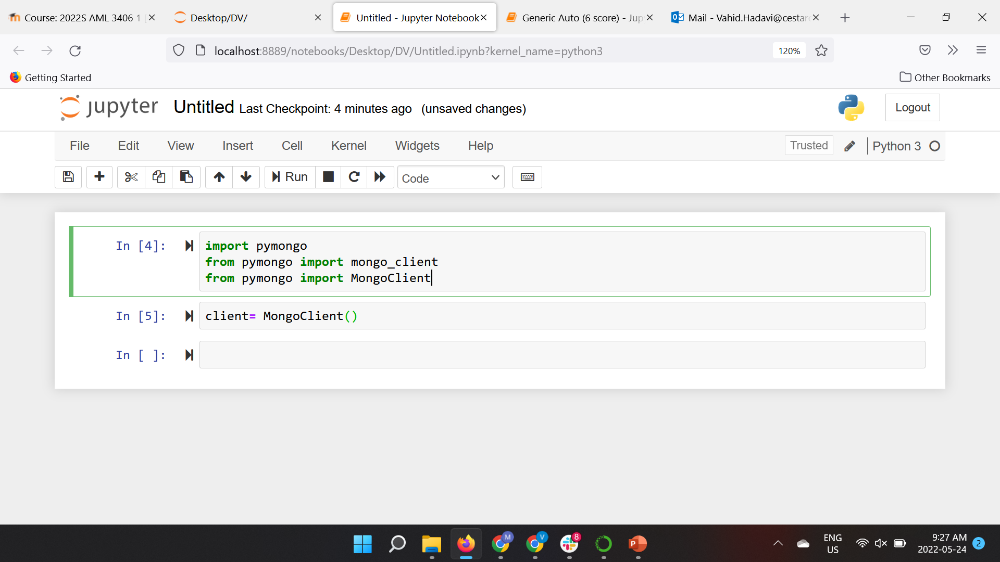 Course: 2022S AML 3406 1
Desktop/DV/
Untitled - Jupyter Notebook
Generic Auto (6 score) - Jup
Mail - Vahid.Hadavi@cestar
localhost:8889/notebooks/Desktop/DV/Untitled.ipynb?kernel_name=python3
120%
Getting Started
Other Bookmarks
jupyter Untitled Last Checkpoint: 4 minutes ago (unsaved changes)
Logout
File Edit View Insert Cell Kernel Widgets Help
Trusted
Python 3
Run
Code
In [4]:
import pymongo
from pymongo import mongo_client
from pymongo import MongoClient
In [5]:
client= MongoClient()
In [ ]:
M
V
8
P
ENG
US
9:27 AM
2022-05-24
2